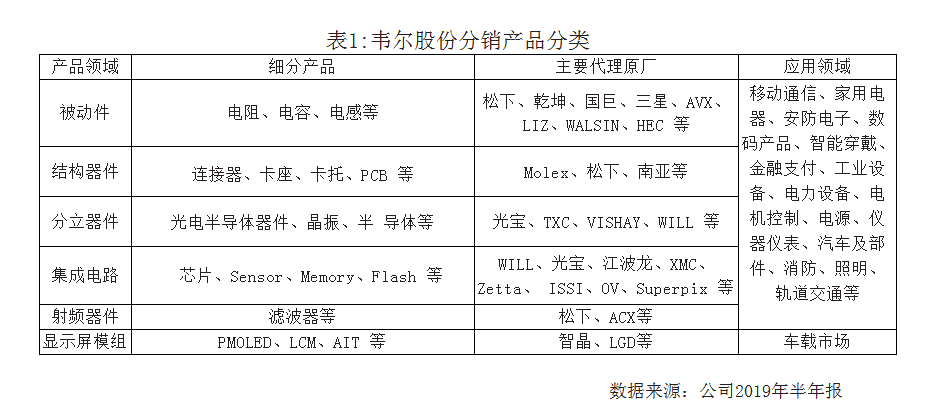 表1:韦尔股份分销产品分类
产品领域 细分产品 主要代理原厂 应用领域
被动件 电阻、电容、电感等 松下、乾坤、国巨、三星、AVX、
LIZ、WALSIN、HEC 等
结构器件 连接器、卡座、卡托、PCB 等 Molex、松下、南亚等
分立器件 光电半导体器件、晶振、半 导体等 光宝、TXC、VISHAY、WILL 等
集成电路 芯片、Sensor、Memory、Flash 等 WILL、光宝、江波龙、XMC、
Zetta、 ISSI、OV、Superpix 等
射频器件 滤波器等 松下、ACX等
移动通信、家用电
器、安防电子、数
码产品、智能穿戴、
金融支付、工业设
备、电力设备、电
机控制、电源、仪
器仪表、汽车及部
件、消防、照明、
轨道交通等
显示屏模组 PMOLED、LCM、AIT 等 智晶、LGD等 车载市场
数据来源：公司2019年半年报